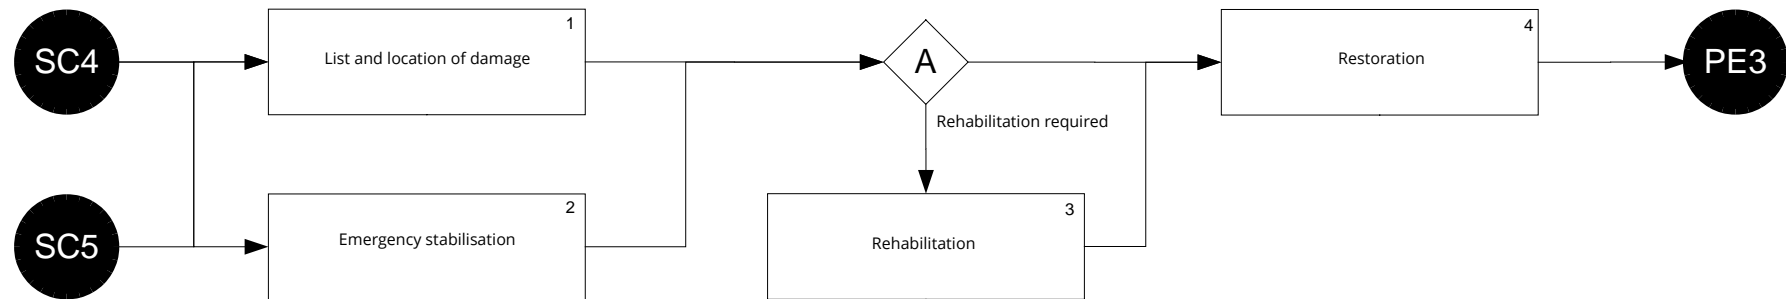 SC4
1
List and location of damage
A
4
Restoration
PE3
Rehabilitation required
SC5
2
Emergency stabilisation
3
Rehabilitation